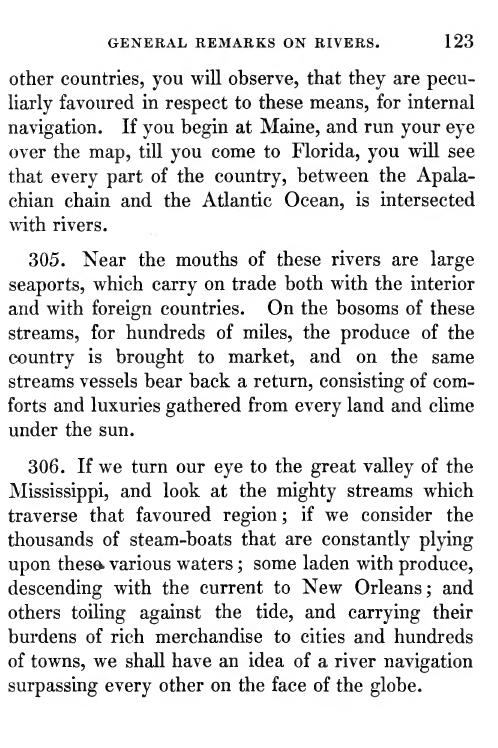 GENERAL REMARKS ON RIVERS. 123
other countries, you will observe, that they are pecu-
liarly favoured in respect to these means, for internal
navigation. If you begin at Maine, and run your eye
over the map, till you come to Florida, you will see
that every part of the country, between the Apala-
chian chain and the Atlantic Ocean, is intersected
with rivers.
305. Near the mouths of these rivers are large
seaports, which carry on trade both with the interior
and with foreign countries. On the bosoms of these
streams, for hundreds of miles, the produce of the
country is brought to market, and on the same
streams vessels bear back a return, consisting of com-
forts and luxuries gathered from every land and clime
under the sun.
306. If we turn our eye to the great valley of the
Mississippi, and look at the mighty streams which
traverse that favoured region; if we consider the
thousands of steam-boats that are constantly plying
upon these various waters; some laden with produce,
descending with the current to New Orleans; and
others toiling against the tide, and carrying their
burdens of rich merchandise to cities and hundreds
of towns, we shall have an idea of a river navigation
surpassing every other on the face of the globe.